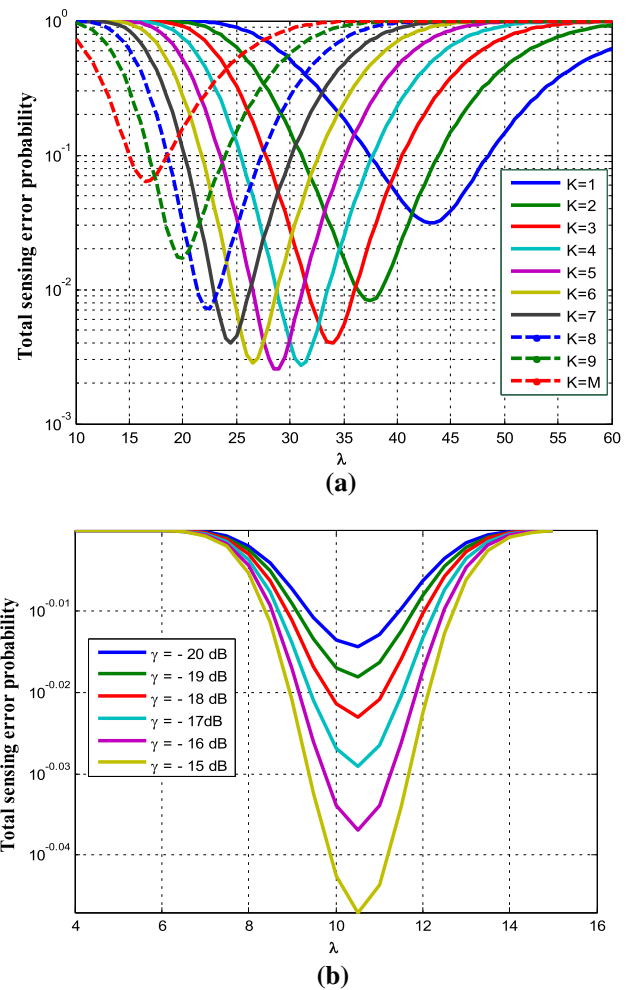 10^0
10^-1
10^-2
10^-3
Total sensing error probability
10 15 20 25 30 35 40 45 50 55 60
λ
K=1
K=2
K=3
K=4
K=5
K=6
K=7
K=8
K=9
K=M
(a)
10^-0.01
10^-0.02
10^-0.03
10^-0.04
Total sensing error probability
γ = - 20 dB
γ = - 19 dB
γ = - 18 dB
γ = -17dB
γ = - 16 dB
γ = - 15 dB
4 6 8 10 12 14 16
λ
(b)